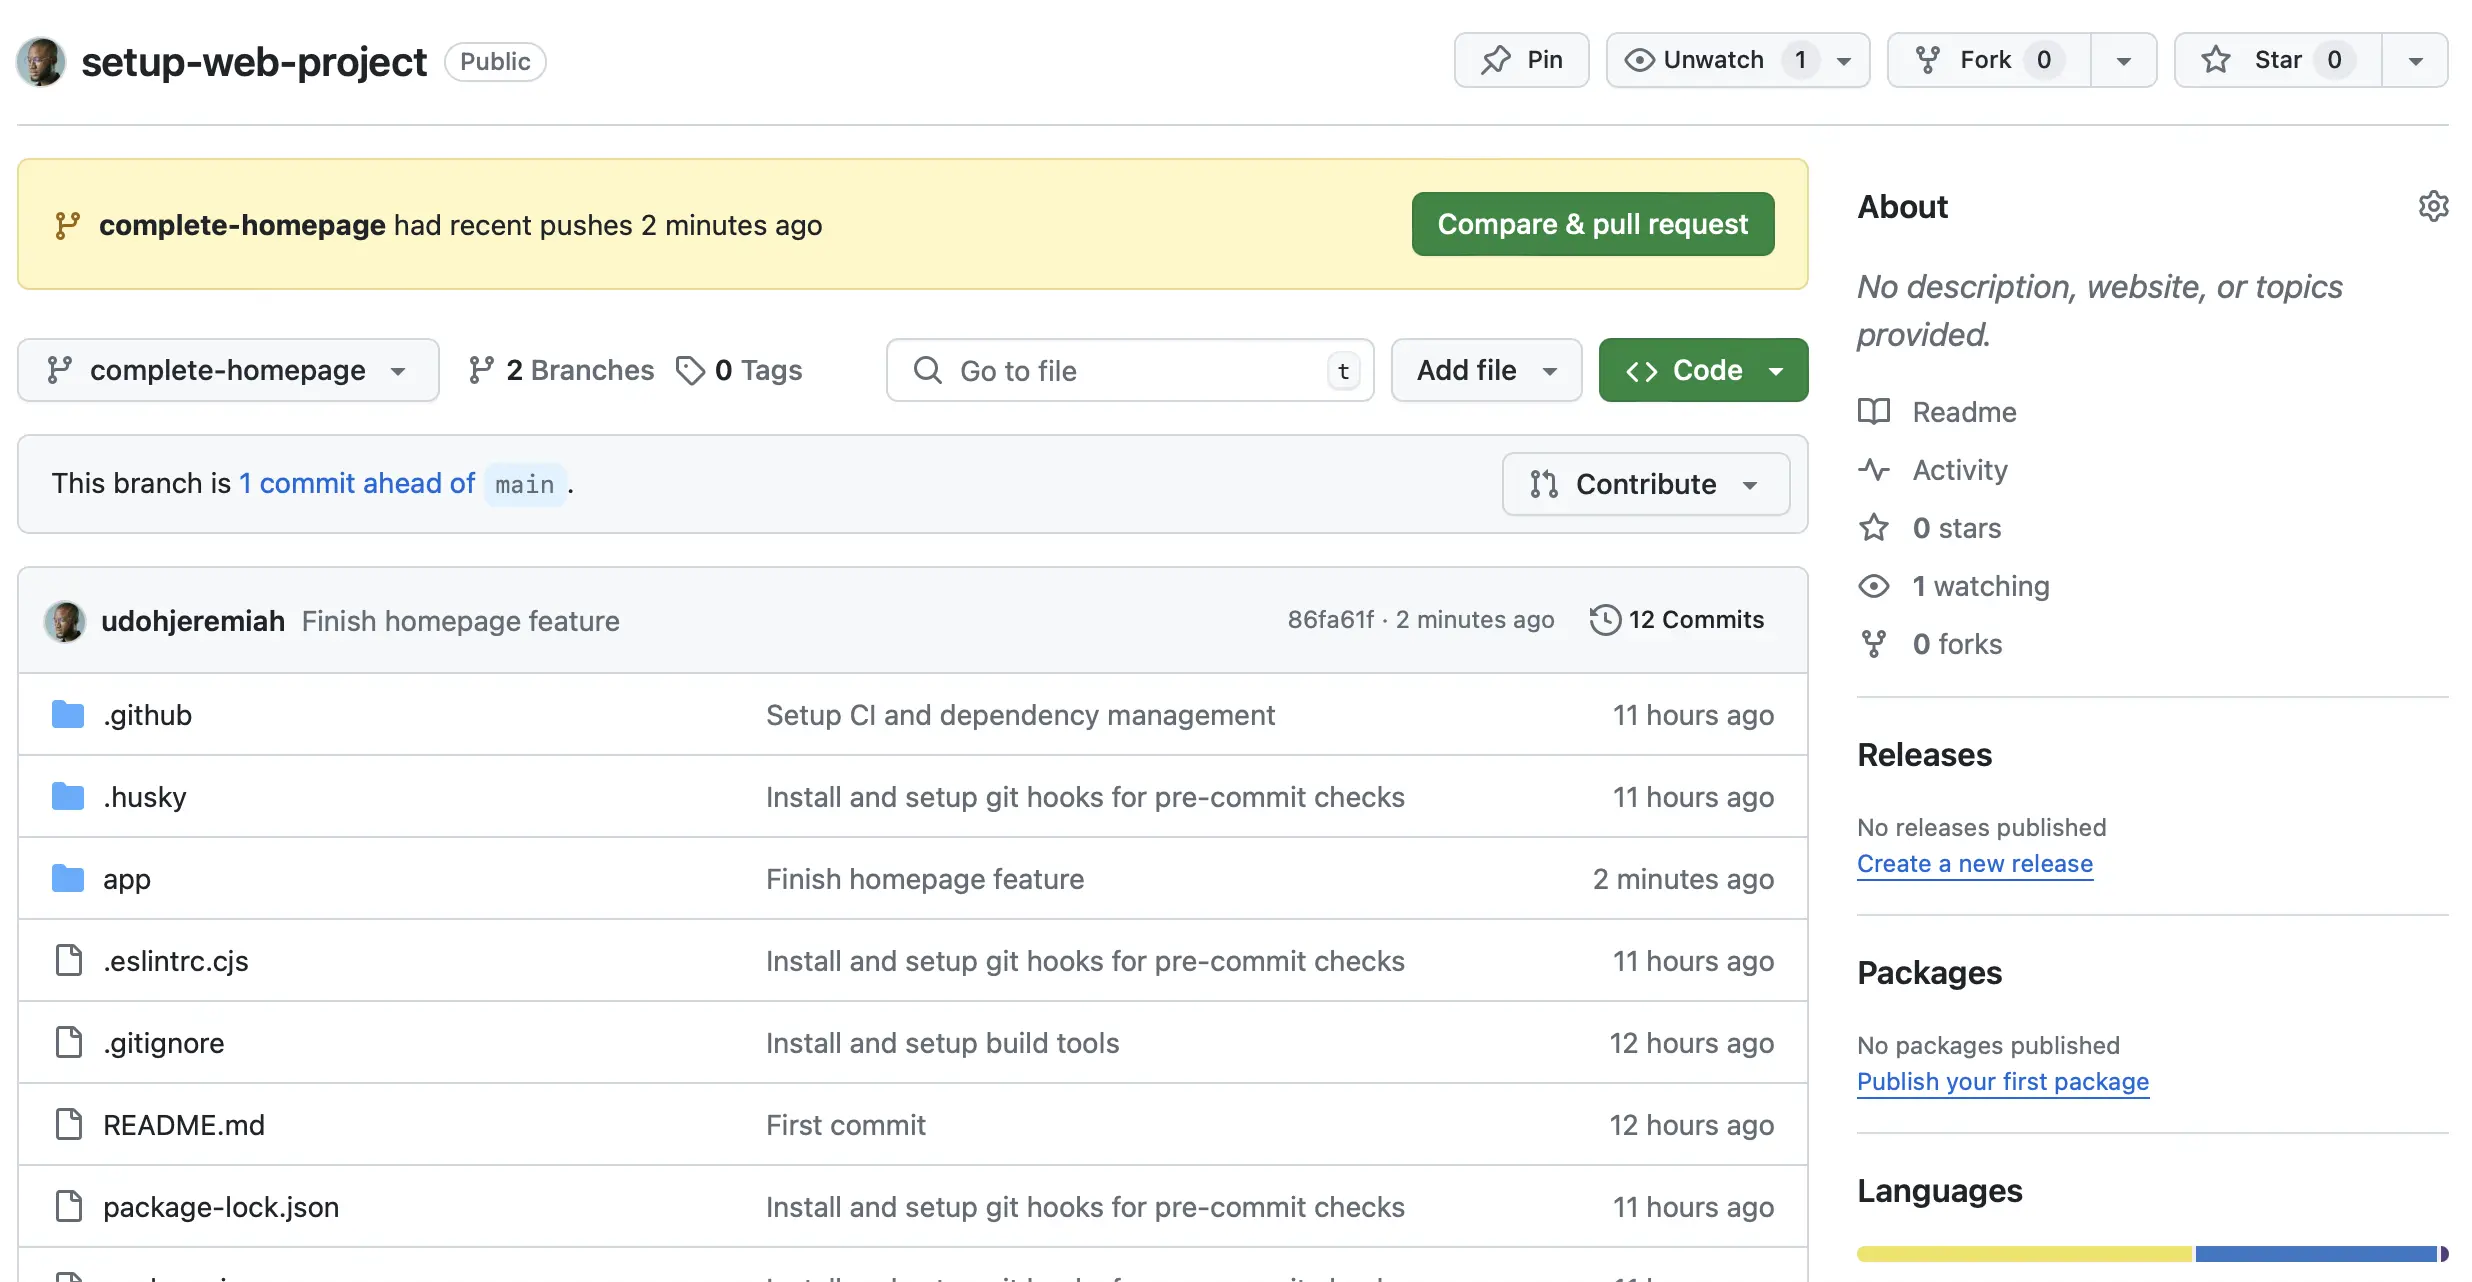 setup-web-project Public Pin Unwatch 1 Fork 0 Star 0
complete-homepage had recent pushes 2 minutes ago Compare & pull request
complete-homepage 2 Branches 0 Tags Go to file t Add file Code
This branch is 1 commit ahead of main . Contribute
udohjeremiah Finish homepage feature 86fa61f · 2 minutes ago 12 Commits
.github Setup CI and dependency management 11 hours ago
.husky Install and setup git hooks for pre-commit checks 11 hours ago
app Finish homepage feature 2 minutes ago
.eslintrc.cjs Install and setup git hooks for pre-commit checks 11 hours ago
.gitignore Install and setup build tools 12 hours ago
README.md First commit 12 hours ago
package-lock.json Install and setup git hooks for pre-commit checks 11 hours ago
About
No description, website, or topics
provided.
Readme
Activity
0 stars
1 watching
0 forks
Releases
No releases published
Create a new release
Packages
No packages published
Publish your first package
Languages